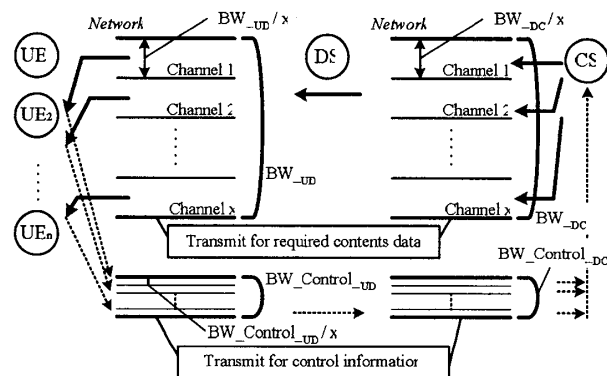 Network
BW_UD / x
Network
BW_DC / x
UE
DS
CS
Channel 1
Channel 1
UE2
Channel 2
Channel 2
BW_UD
UEn
Channel x
Channel x
BW_DC
Transmit for required contents data
BW_Control_DC
BW_Control_UD
BW_Control_UD / x
Transmit for control information